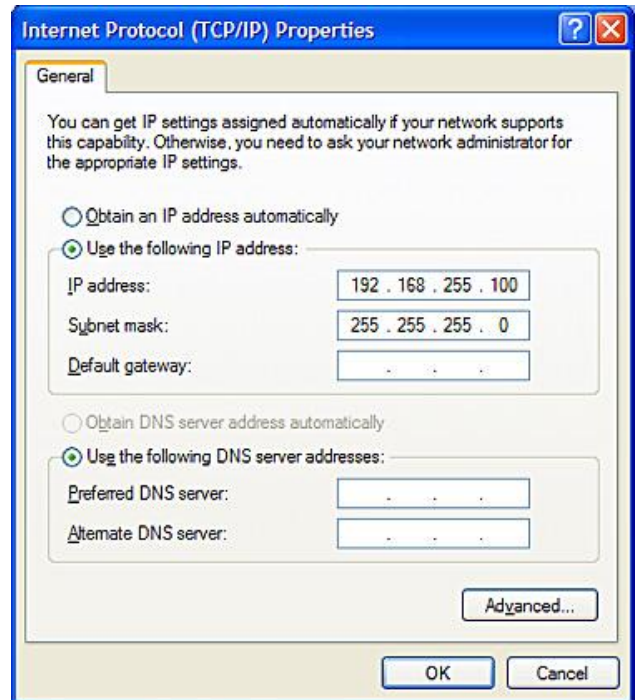 Internet Protocol (TCP/IP) Properties
General
You can get IP settings assigned automatically if your network supports
this capability. Otherwise, you need to ask your network administrator for
the appropriate IP settings.
Obtain an IP address automatically
Use the following IP address:
IP address: 192 . 168 . 255 . 100
Subnet mask: 255 . 255 . 255 . 0
Default gateway: . . .
Obtain DNS server address automatically
Use the following DNS server addresses:
Preferred DNS server: . . .
Alternate DNS server: . . .
Advanced...
OK Cancel